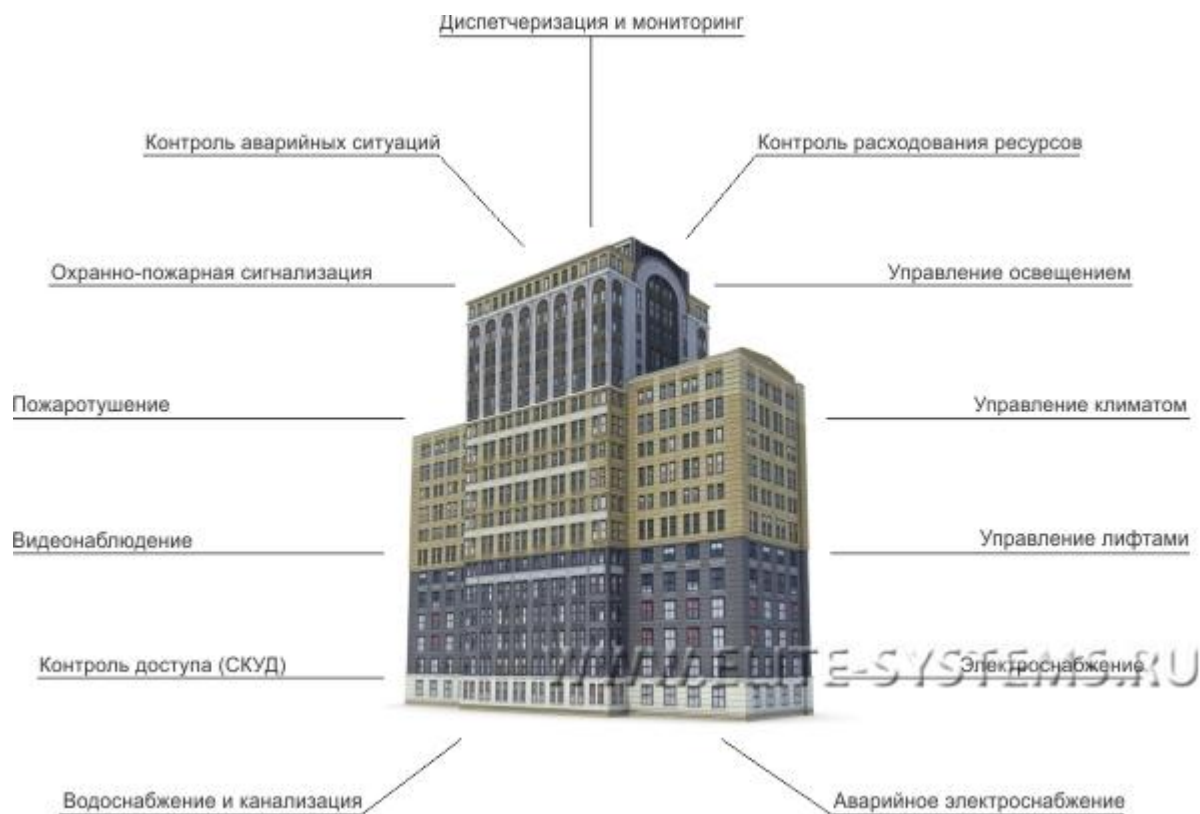 Диспетчеризация и мониторинг
Контроль аварийных ситуаций
Контроль расходования ресурсов
Охранно-пожарная сигнализация
Управление освещением
Пожаротушение
Управление климатом
Видеонаблюдение
Управление лифтами
Контроль доступа (СКУД)
Электроснабжение
WWW.ELITE-SYSTEMS.RU
Водоснабжение и канализация
Аварийное электроснабжение